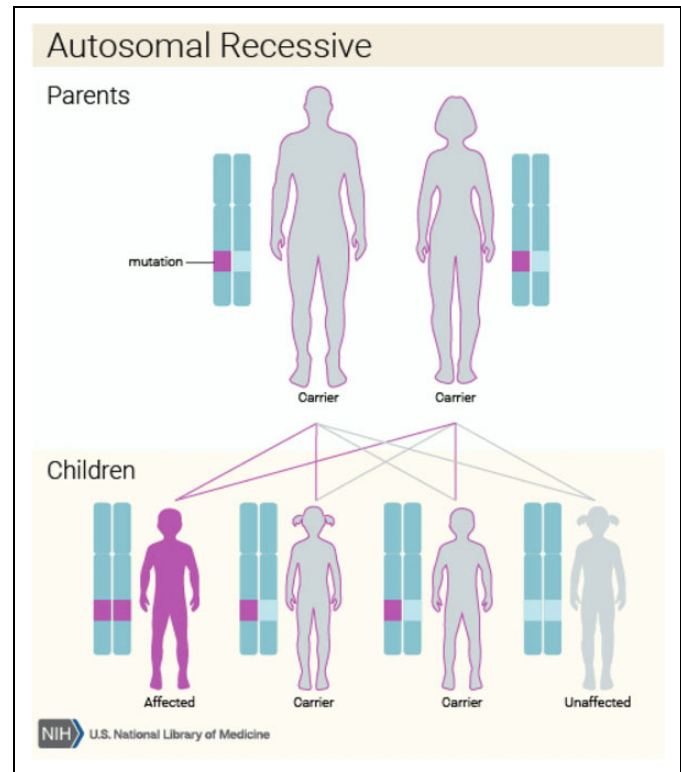 Autosomal Recessive
Parents
mutation
Carrier Carrier
Children
Affected Carrier Carrier Unaffected
NIH U.S. National Library of Medicine